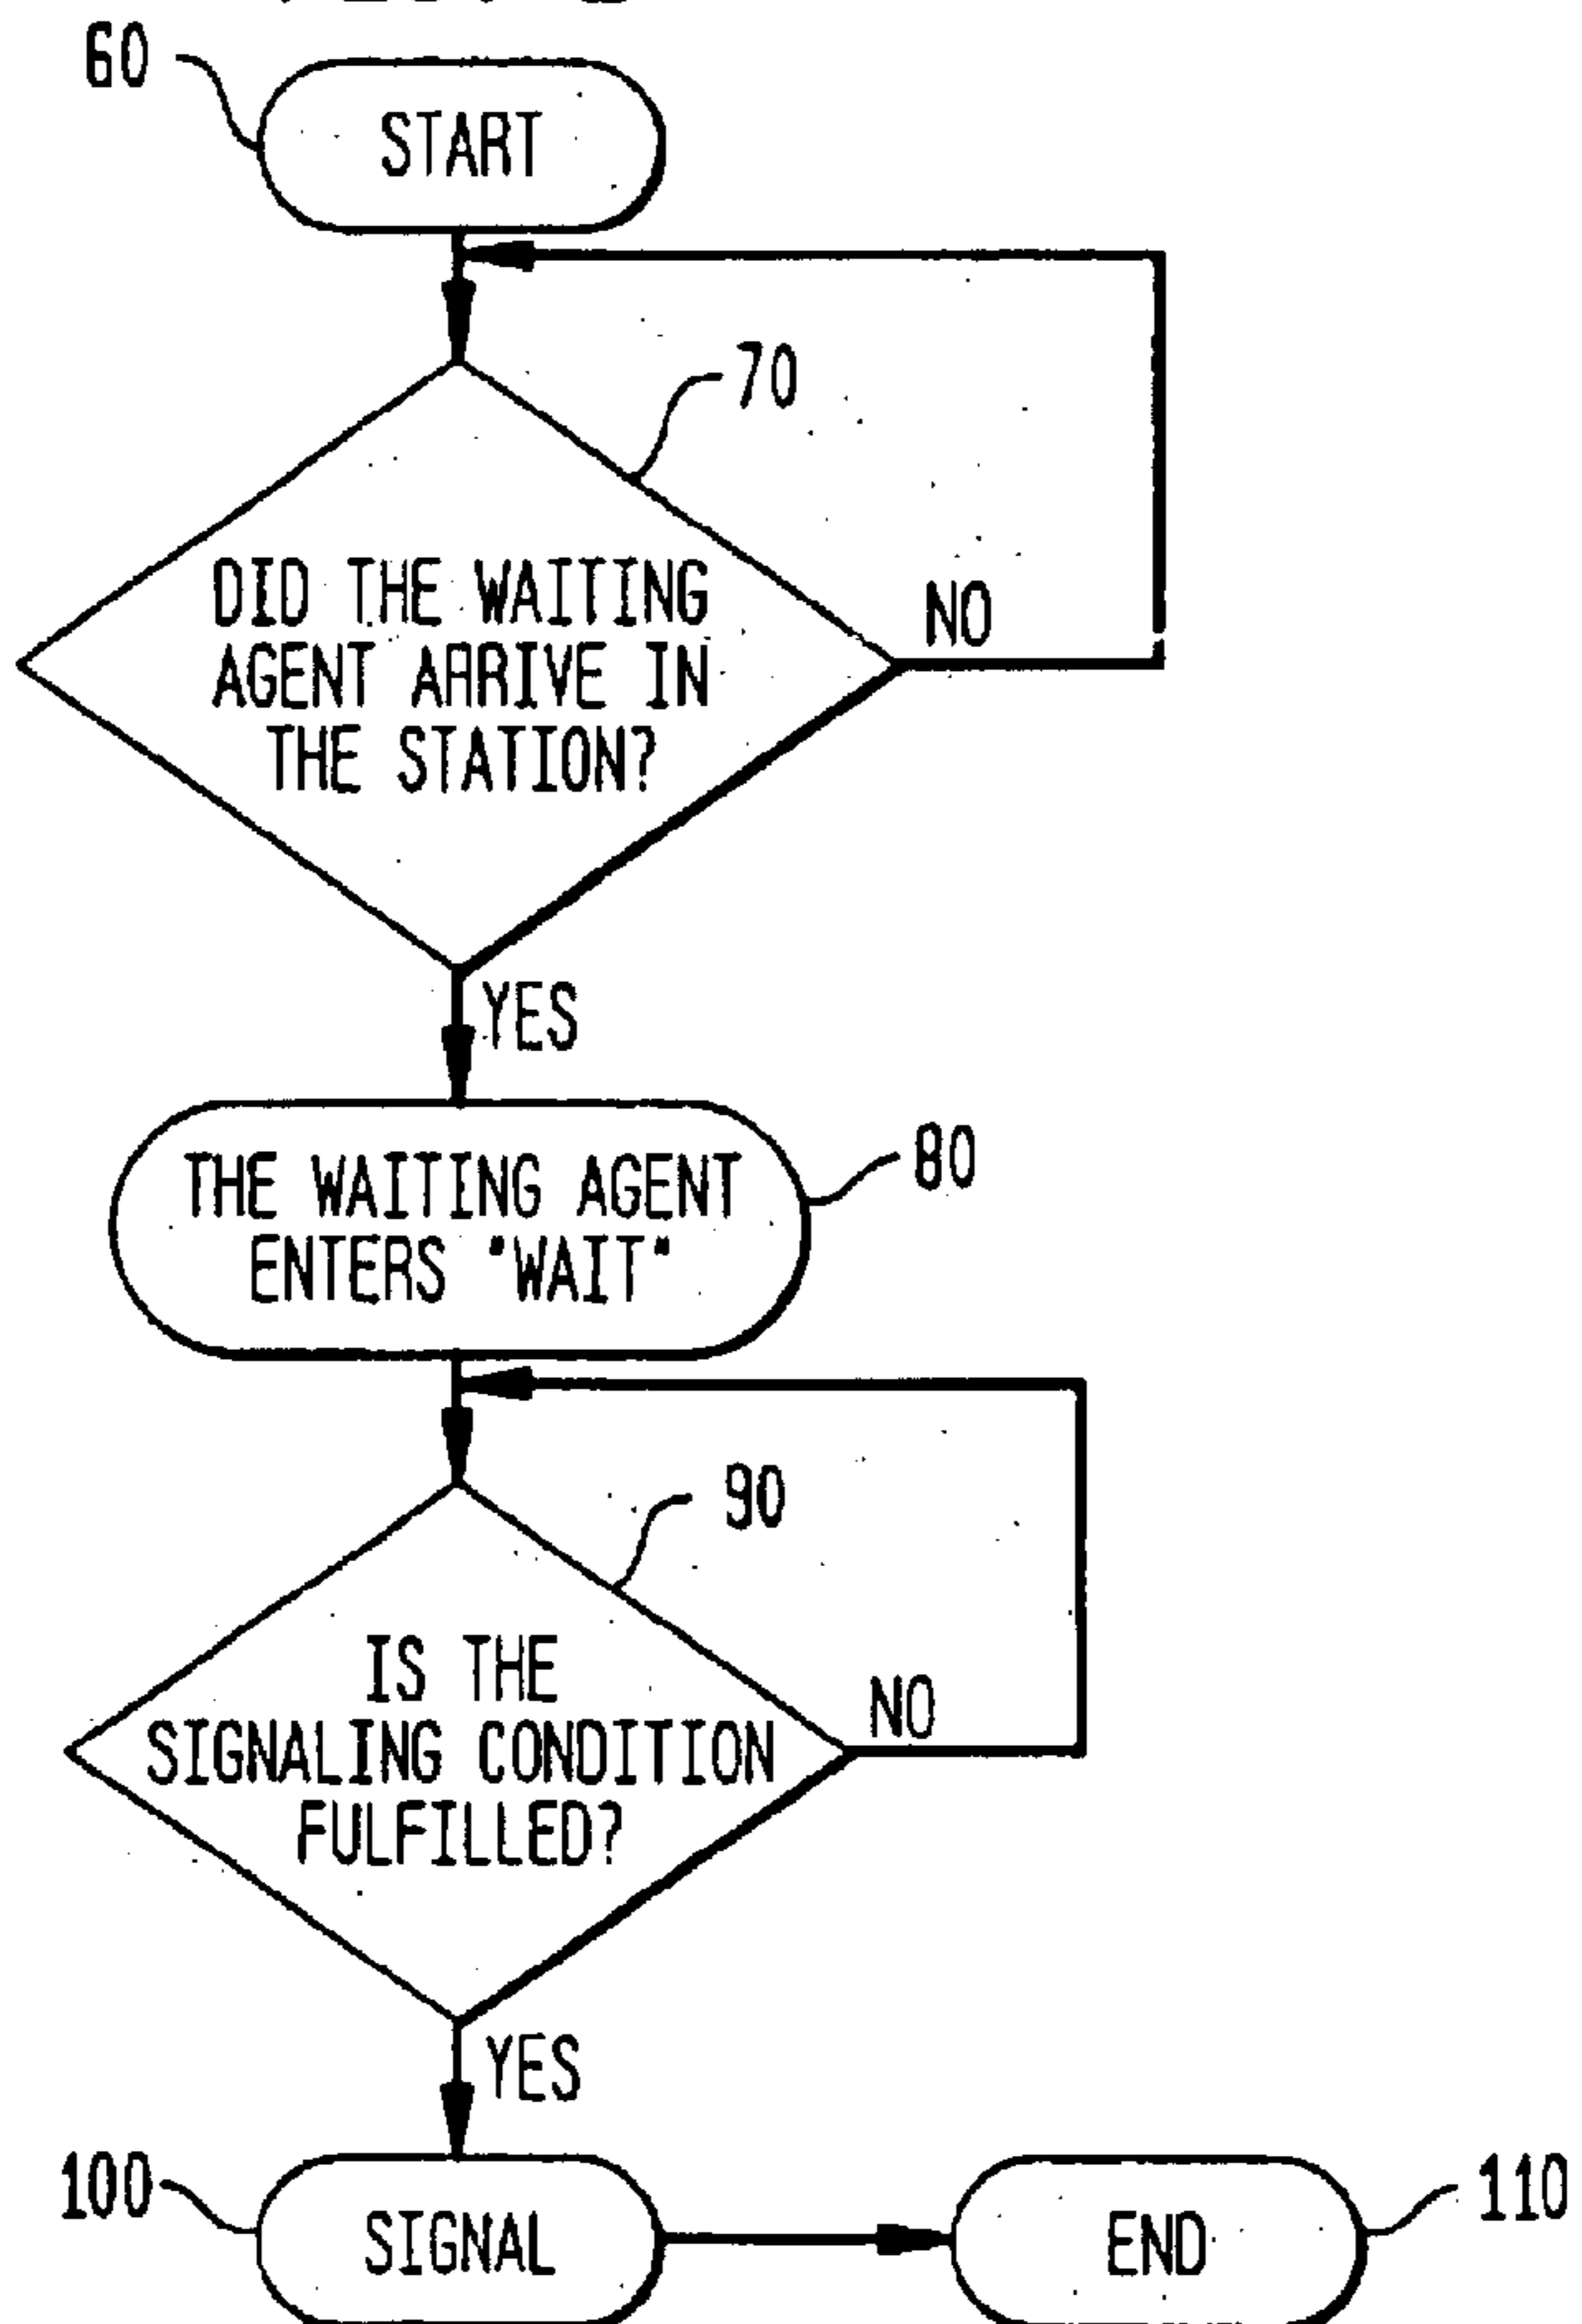 60
START
70
DID THE WAITING
AGENT ARRIVE IN
THE STATION?
NO
YES
THE WAITING AGENT
ENTERS "WAIT"
80
90
IS THE
SIGNALING CONDITION
FULFILLED?
NO
YES
100
SIGNAL
END
110